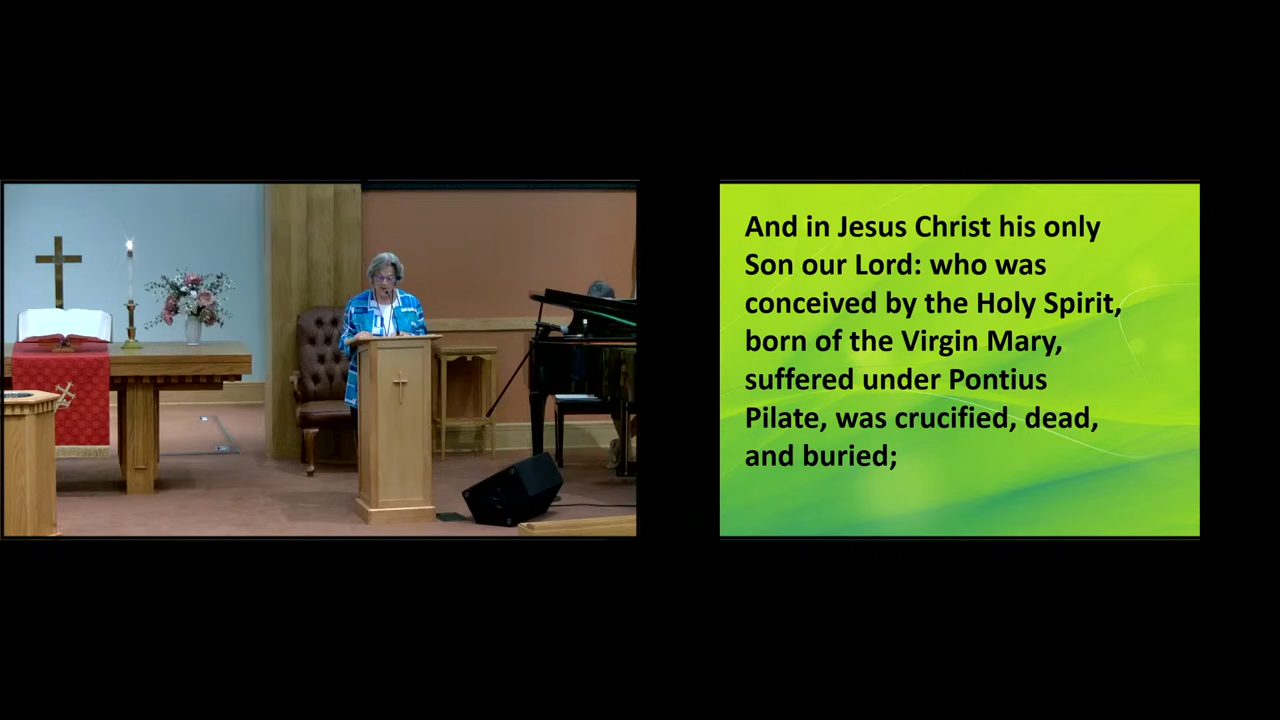 And in Jesus Christ his only
Son our Lord: who was
conceived by the Holy Spirit,
born of the Virgin Mary,
suffered under Pontius
Pilate, was crucified, dead,
and buried;